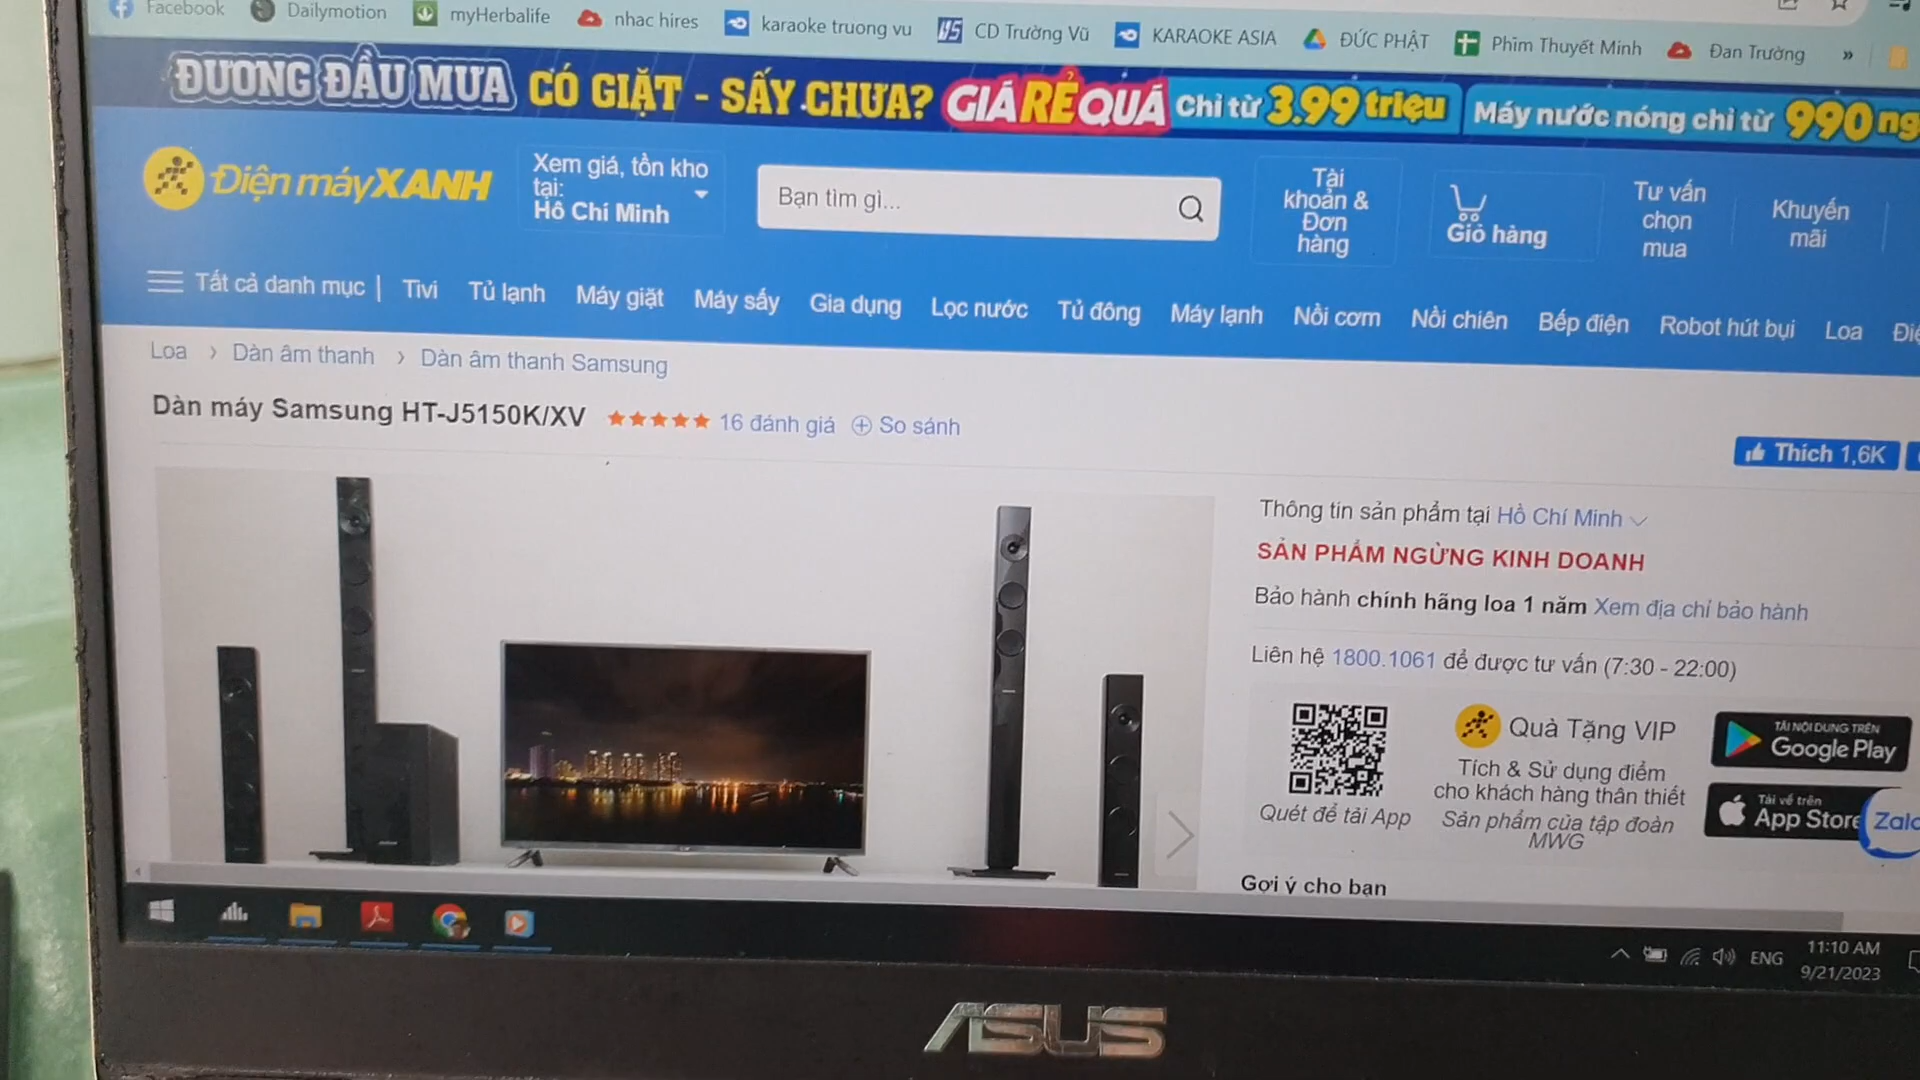 Facebook
Dailymotion
myHerbalife
nhac hires
karaoke truong vu
CD Trường Vũ
KARAOKE ASIA
ĐỨC PHẬT
Phim Thuyết Minh
Đan Trường
»
ĐƯƠNG ĐẦU MƯA CÓ GIẶT - SẤY CHƯA? GIÁ RẺ QUÁ Chỉ từ 3.99 triệu
Máy nước nóng chỉ từ 990 ng
Điện máy XANH
Xem giá, tồn kho
tại:
Hồ Chí Minh
Bạn tìm gì...
Tài
khoản &
Đơn
hàng
Giỏ hàng
Tư vấn
chọn
mua
Khuyến
mãi
Tất cả danh mục | Tivi Tủ lạnh Máy giặt Máy sấy Gia dụng Lọc nước Tủ đông Máy lạnh Nồi cơm Nồi chiên Bếp điện Robot hút bụi Loa Điệ
Loa › Dàn âm thanh › Dàn âm thanh Samsung
Dàn máy Samsung HT-J5150K/XV 16 đánh giá So sánh
Thích 1,6K
Thông tin sản phẩm tại Hồ Chí Minh
SẢN PHẨM NGỪNG KINH DOANH
Bảo hành chính hãng loa 1 năm Xem địa chỉ bảo hành
Liên hệ 1800.1061 để được tư vấn (7:30 - 22:00)
Quét để tải App
Quà Tặng VIP
Tích & Sử dụng điểm
cho khách hàng thân thiết
Sản phẩm của tập đoàn
MWG
TẢI NỘI DUNG TRÊN
Google Play
Tải về trên
App Store
Zalo
Gợi ý cho bạn
ENG
11:10 AM
9/21/2023
ASUS